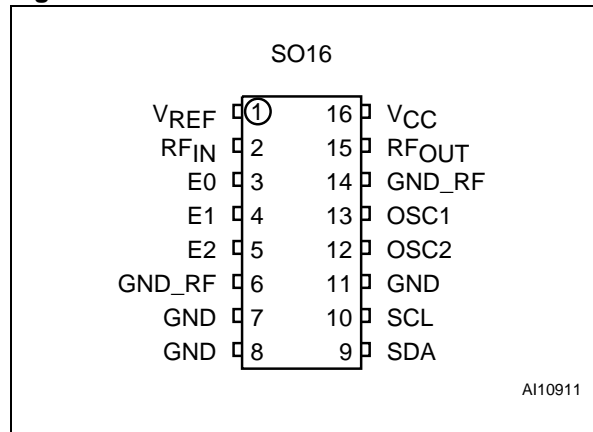 SO16
VREF 1 16 VCC
RFIN 2 15 RFOUT
E0 3 14 GND_RF
E1 4 13 OSC1
E2 5 12 OSC2
GND_RF 6 11 GND
GND 7 10 SCL
GND 8 9 SDA
AI10911